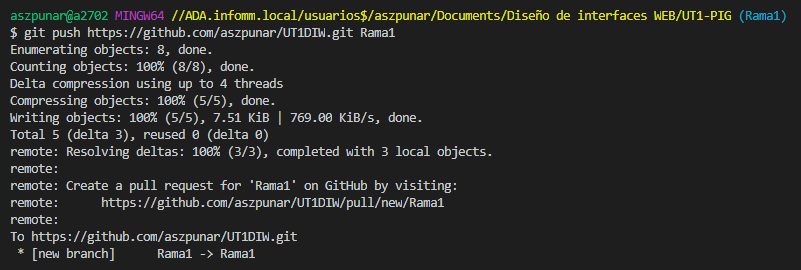 aszpunar@a2702 MINGW64 //ADA.infomm.local/usuarios$/aszpunar/Documents/Diseño de interfaces WEB/UT1-PIG (Rama1)
$ git push https://github.com/aszpunar/UT1DIW.git Rama1
Enumerating objects: 8, done.
Counting objects: 100% (8/8), done.
Delta compression using up to 4 threads
Compressing objects: 100% (5/5), done.
Writing objects: 100% (5/5), 7.51 KiB | 769.00 KiB/s, done.
Total 5 (delta 3), reused 0 (delta 0)
remote: Resolving deltas: 100% (3/3), completed with 3 local objects.
remote:
remote: Create a pull request for 'Rama1' on GitHub by visiting:
remote:      https://github.com/aszpunar/UT1DIW/pull/new/Rama1
remote:
To https://github.com/aszpunar/UT1DIW.git
 * [new branch]      Rama1 -> Rama1